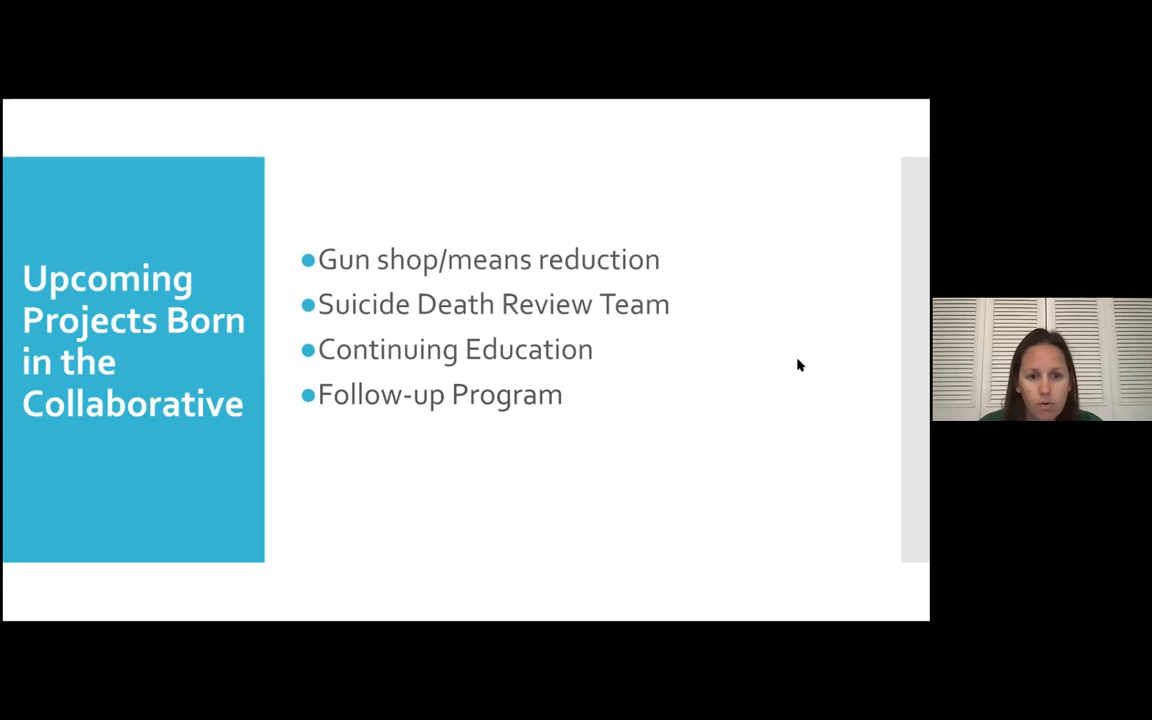 Upcoming
Projects Born
in the
Collaborative
●Gun shop/means reduction
●Suicide Death Review Team
●Continuing Education
●Follow-up Program